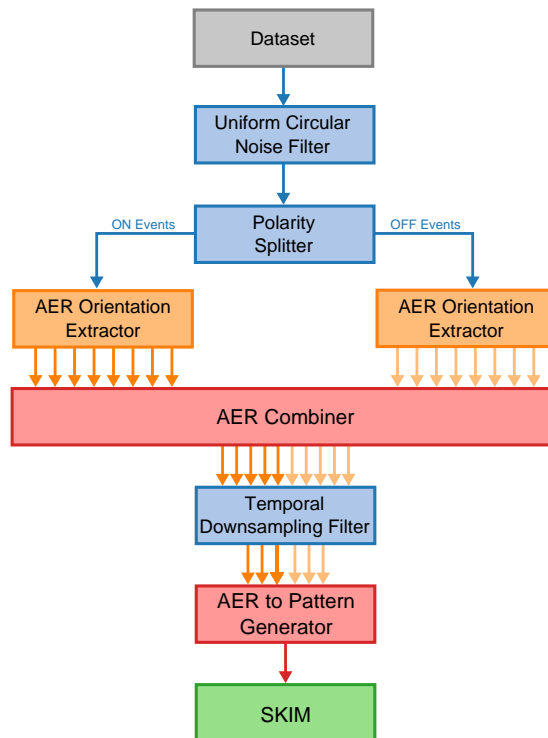 Dataset
Uniform Circular
Noise Filter
Polarity
Splitter
ON Events
OFF Events
AER Orientation
Extractor
AER Orientation
Extractor
AER Combiner
Temporal
Downsampling Filter
AER to Pattern
Generator
SKIM